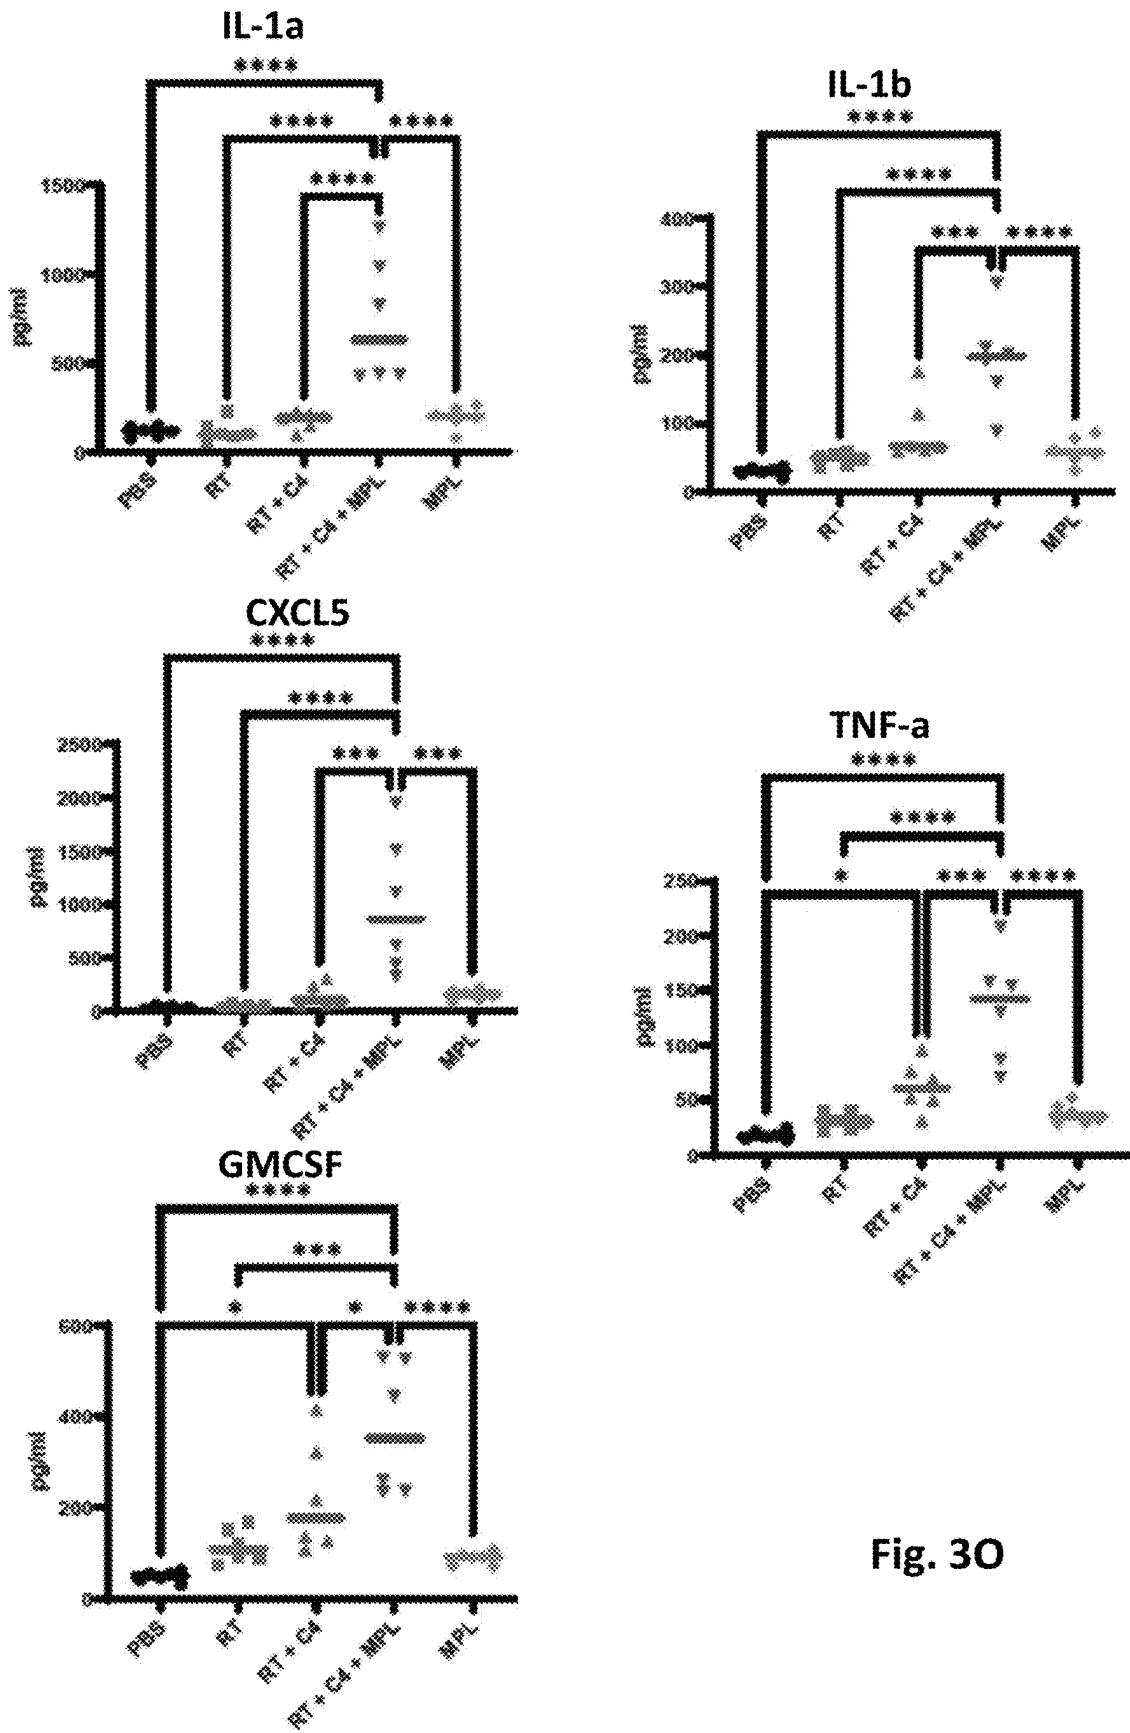 IL-1a
****
**** ****
****
1500
1000
500
0
pg/ml
PBS
RT
RT + C4
RT + C4 + MPL
MPL
IL-1b
****
****
*** ****
400
300
200
100
0
pg/ml
PBS
RT
RT + C4
RT + C4 + MPL
MPL
CXCL5
****
****
*** ***
2500
2000
1500
1000
500
0
pg/ml
PBS
RT
RT + C4
RT + C4 + MPL
MPL
TNF-a
****
****
* *** ****
250
200
150
100
50
0
pg/ml
PBS
RT
RT + C4
RT + C4 + MPL
MPL
GMCSF
****
***
* * ****
600
400
200
0
pg/ml
PBS
RT
RT + C4
RT + C4 + MPL
MPL
Fig. 3O